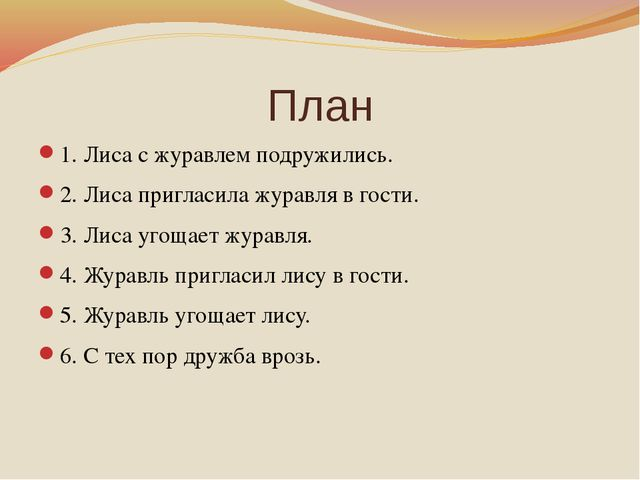 План
1. Лиса с журавлем подружились.
2. Лиса пригласила журавля в гости.
3. Лиса угощает журавля.
4. Журавль пригласил лису в гости.
5. Журавль угощает лису.
6. С тех пор дружба врозь.